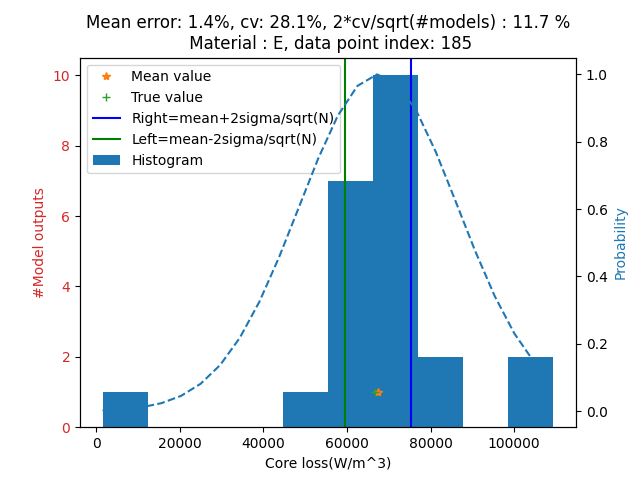 Mean error: 1.4%, cv: 28.1%, 2*cv/sqrt(#models) : 11.7 %
Material : E, data point index: 185
Mean value
True value
Right=mean+2sigma/sqrt(N)
Left=mean-2sigma/sqrt(N)
Histogram
#Model outputs
10
8
6
4
2
0
1.0
0.8
0.6
0.4
0.2
0.0
Probability
0
20000
40000
60000
80000
100000
Core loss(W/m^3)